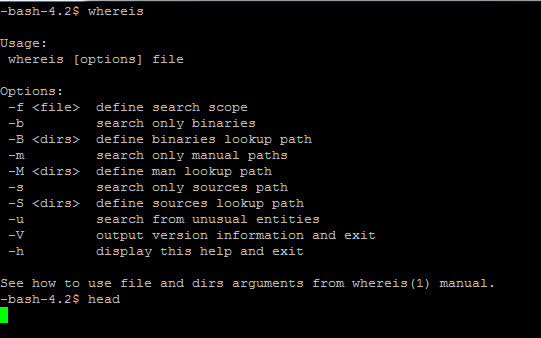 -bash-4.2$ whereis

Usage:
 whereis [options] file

Options:
 -f <file>  define search scope
 -b         search only binaries
 -B <dirs>  define binaries lookup path
 -m         search only manual paths
 -M <dirs>  define man lookup path
 -s         search only sources path
 -S <dirs>  define sources lookup path
 -u         search from unusual entities
 -V         output version information and exit
 -h         display this help and exit

See how to use file and dirs arguments from whereis(1) manual.
-bash-4.2$ head